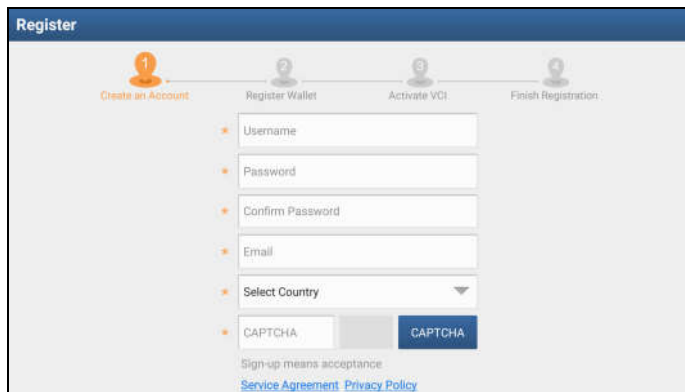 Register
1 2 3 4
Create an Account Register Wallet Activate VCI Finish Registration
* Username
* Password
* Confirm Password
* Email
* Select Country
* CAPTCHA CAPTCHA
Sign-up means acceptance
Service Agreement Privacy Policy